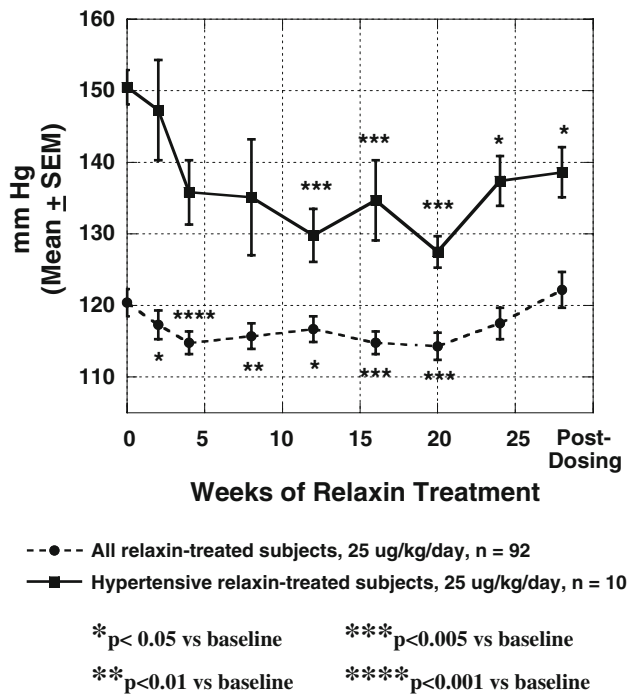 160
150
140
130
120
110
mm Hg
(Mean ± SEM)
***
***
***
*
*
****
*
**
*
***
***
0 5 10 15 20 25 Post-
Dosing
Weeks of Relaxin Treatment
All relaxin-treated subjects, 25 ug/kg/day, n = 92
Hypertensive relaxin-treated subjects, 25 ug/kg/day, n = 10
*p< 0.05 vs baseline ***p<0.005 vs baseline
**p<0.01 vs baseline ****p<0.001 vs baseline